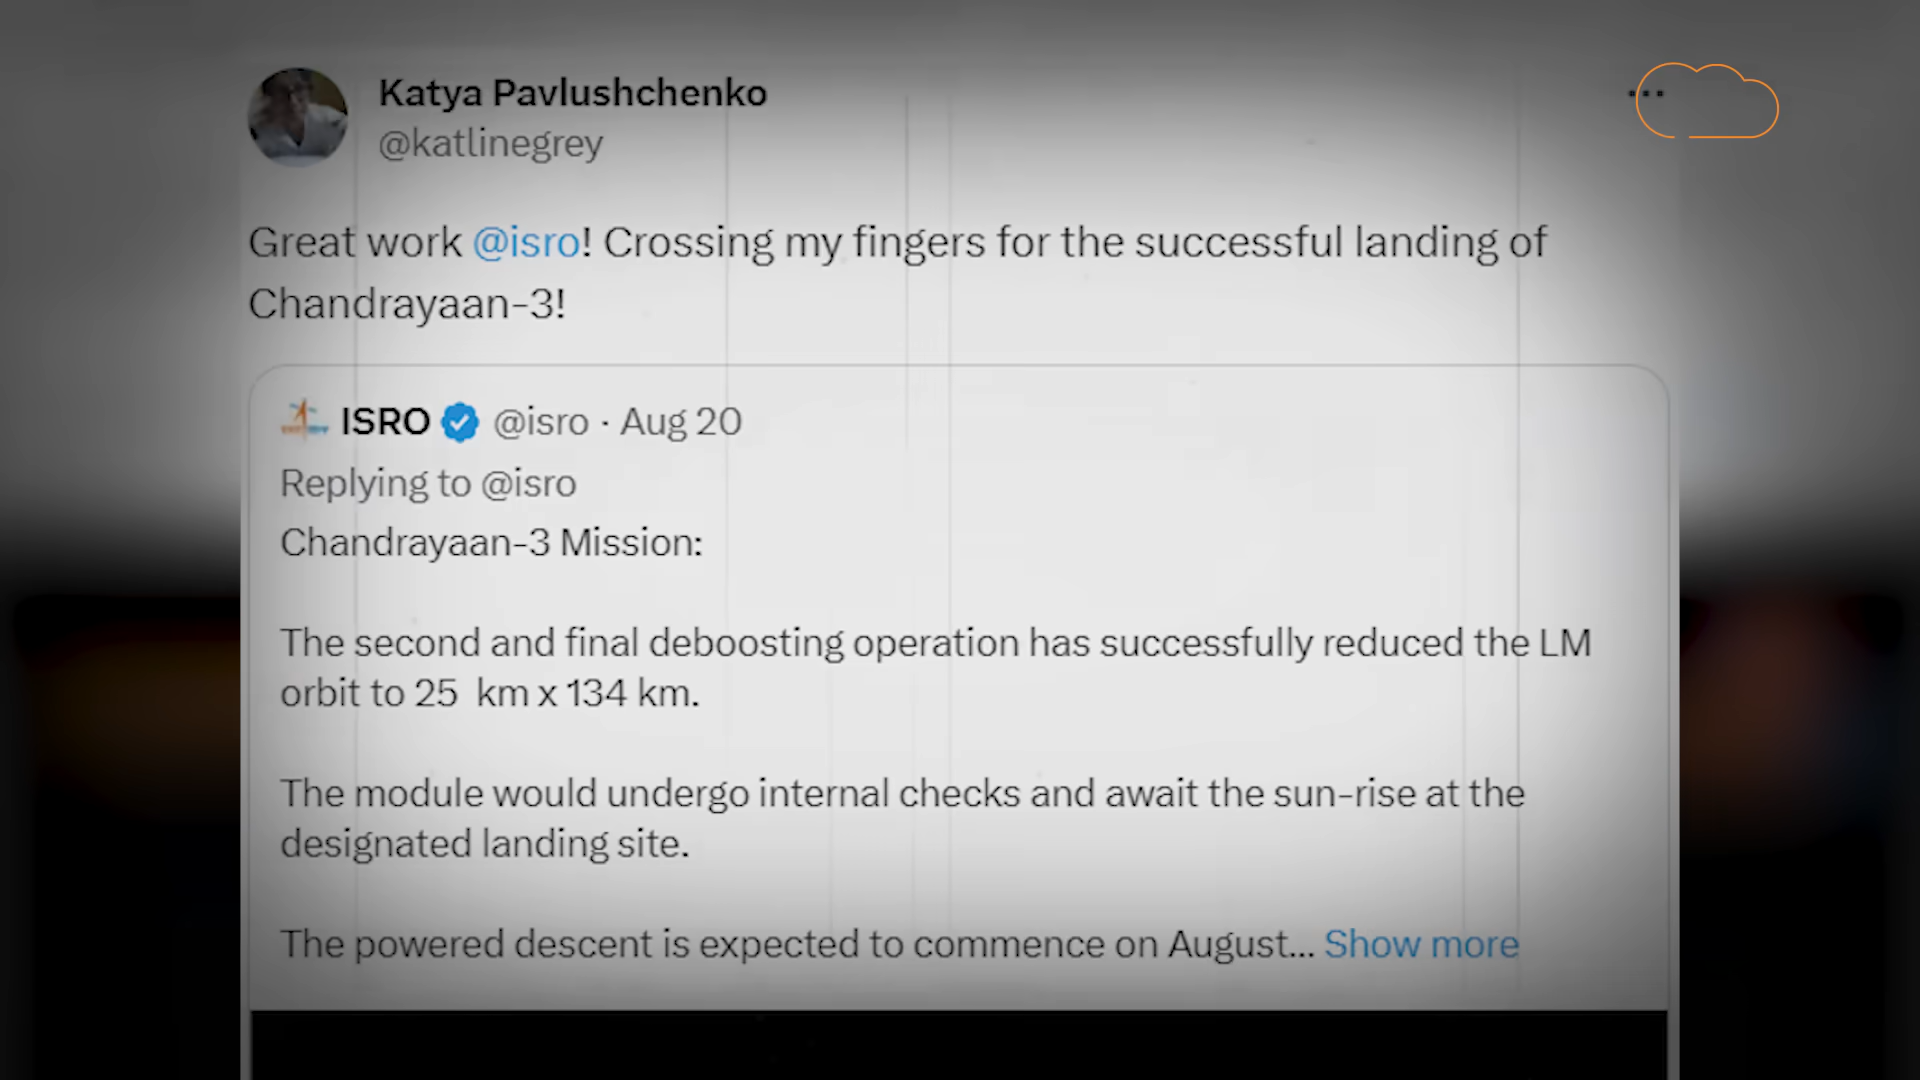 Katya Pavlushchenko
@katlinegrey
Great work @isro! Crossing my fingers for the successful landing of
Chandrayaan-3!
ISRO @isro · Aug 20
Replying to @isro
Chandrayaan-3 Mission:
The second and final deboosting operation has successfully reduced the LM
orbit to 25  km x 134 km.
The module would undergo internal checks and await the sun-rise at the
designated landing site.
The powered descent is expected to commence on August... Show more